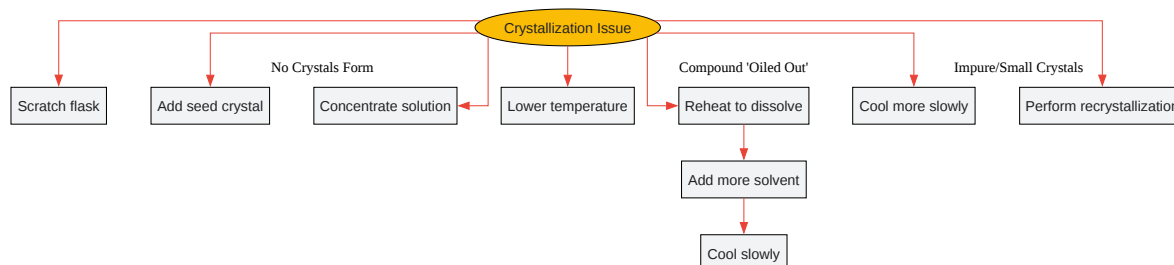 Crystallization Issue
No Crystals Form
Compound 'Oiled Out'
Impure/Small Crystals
Scratch flask
Add seed crystal
Concentrate solution
Lower temperature
Reheat to dissolve
Cool more slowly
Perform recrystallization
Add more solvent
Cool slowly